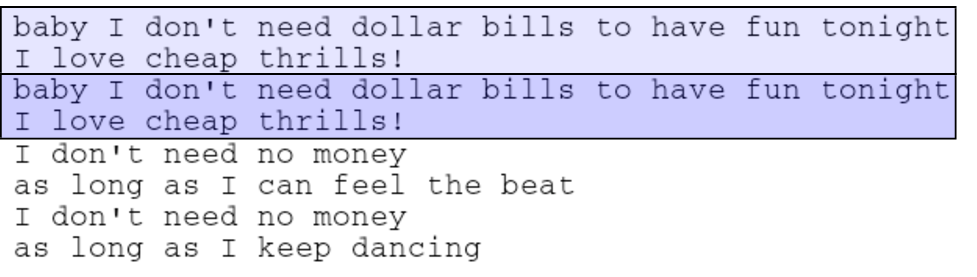 baby I don't need dollar bills to have fun tonight
I love cheap thrills!
baby I don't need dollar bills to have fun tonight
I love cheap thrills!
I don't need no money
as long as I can feel the beat
I don't need no money
as long as I keep dancing